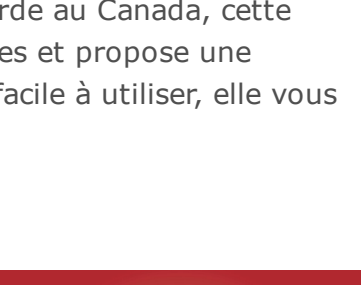 rde au Canada, cette
es et propose une
facile à utiliser, elle vous